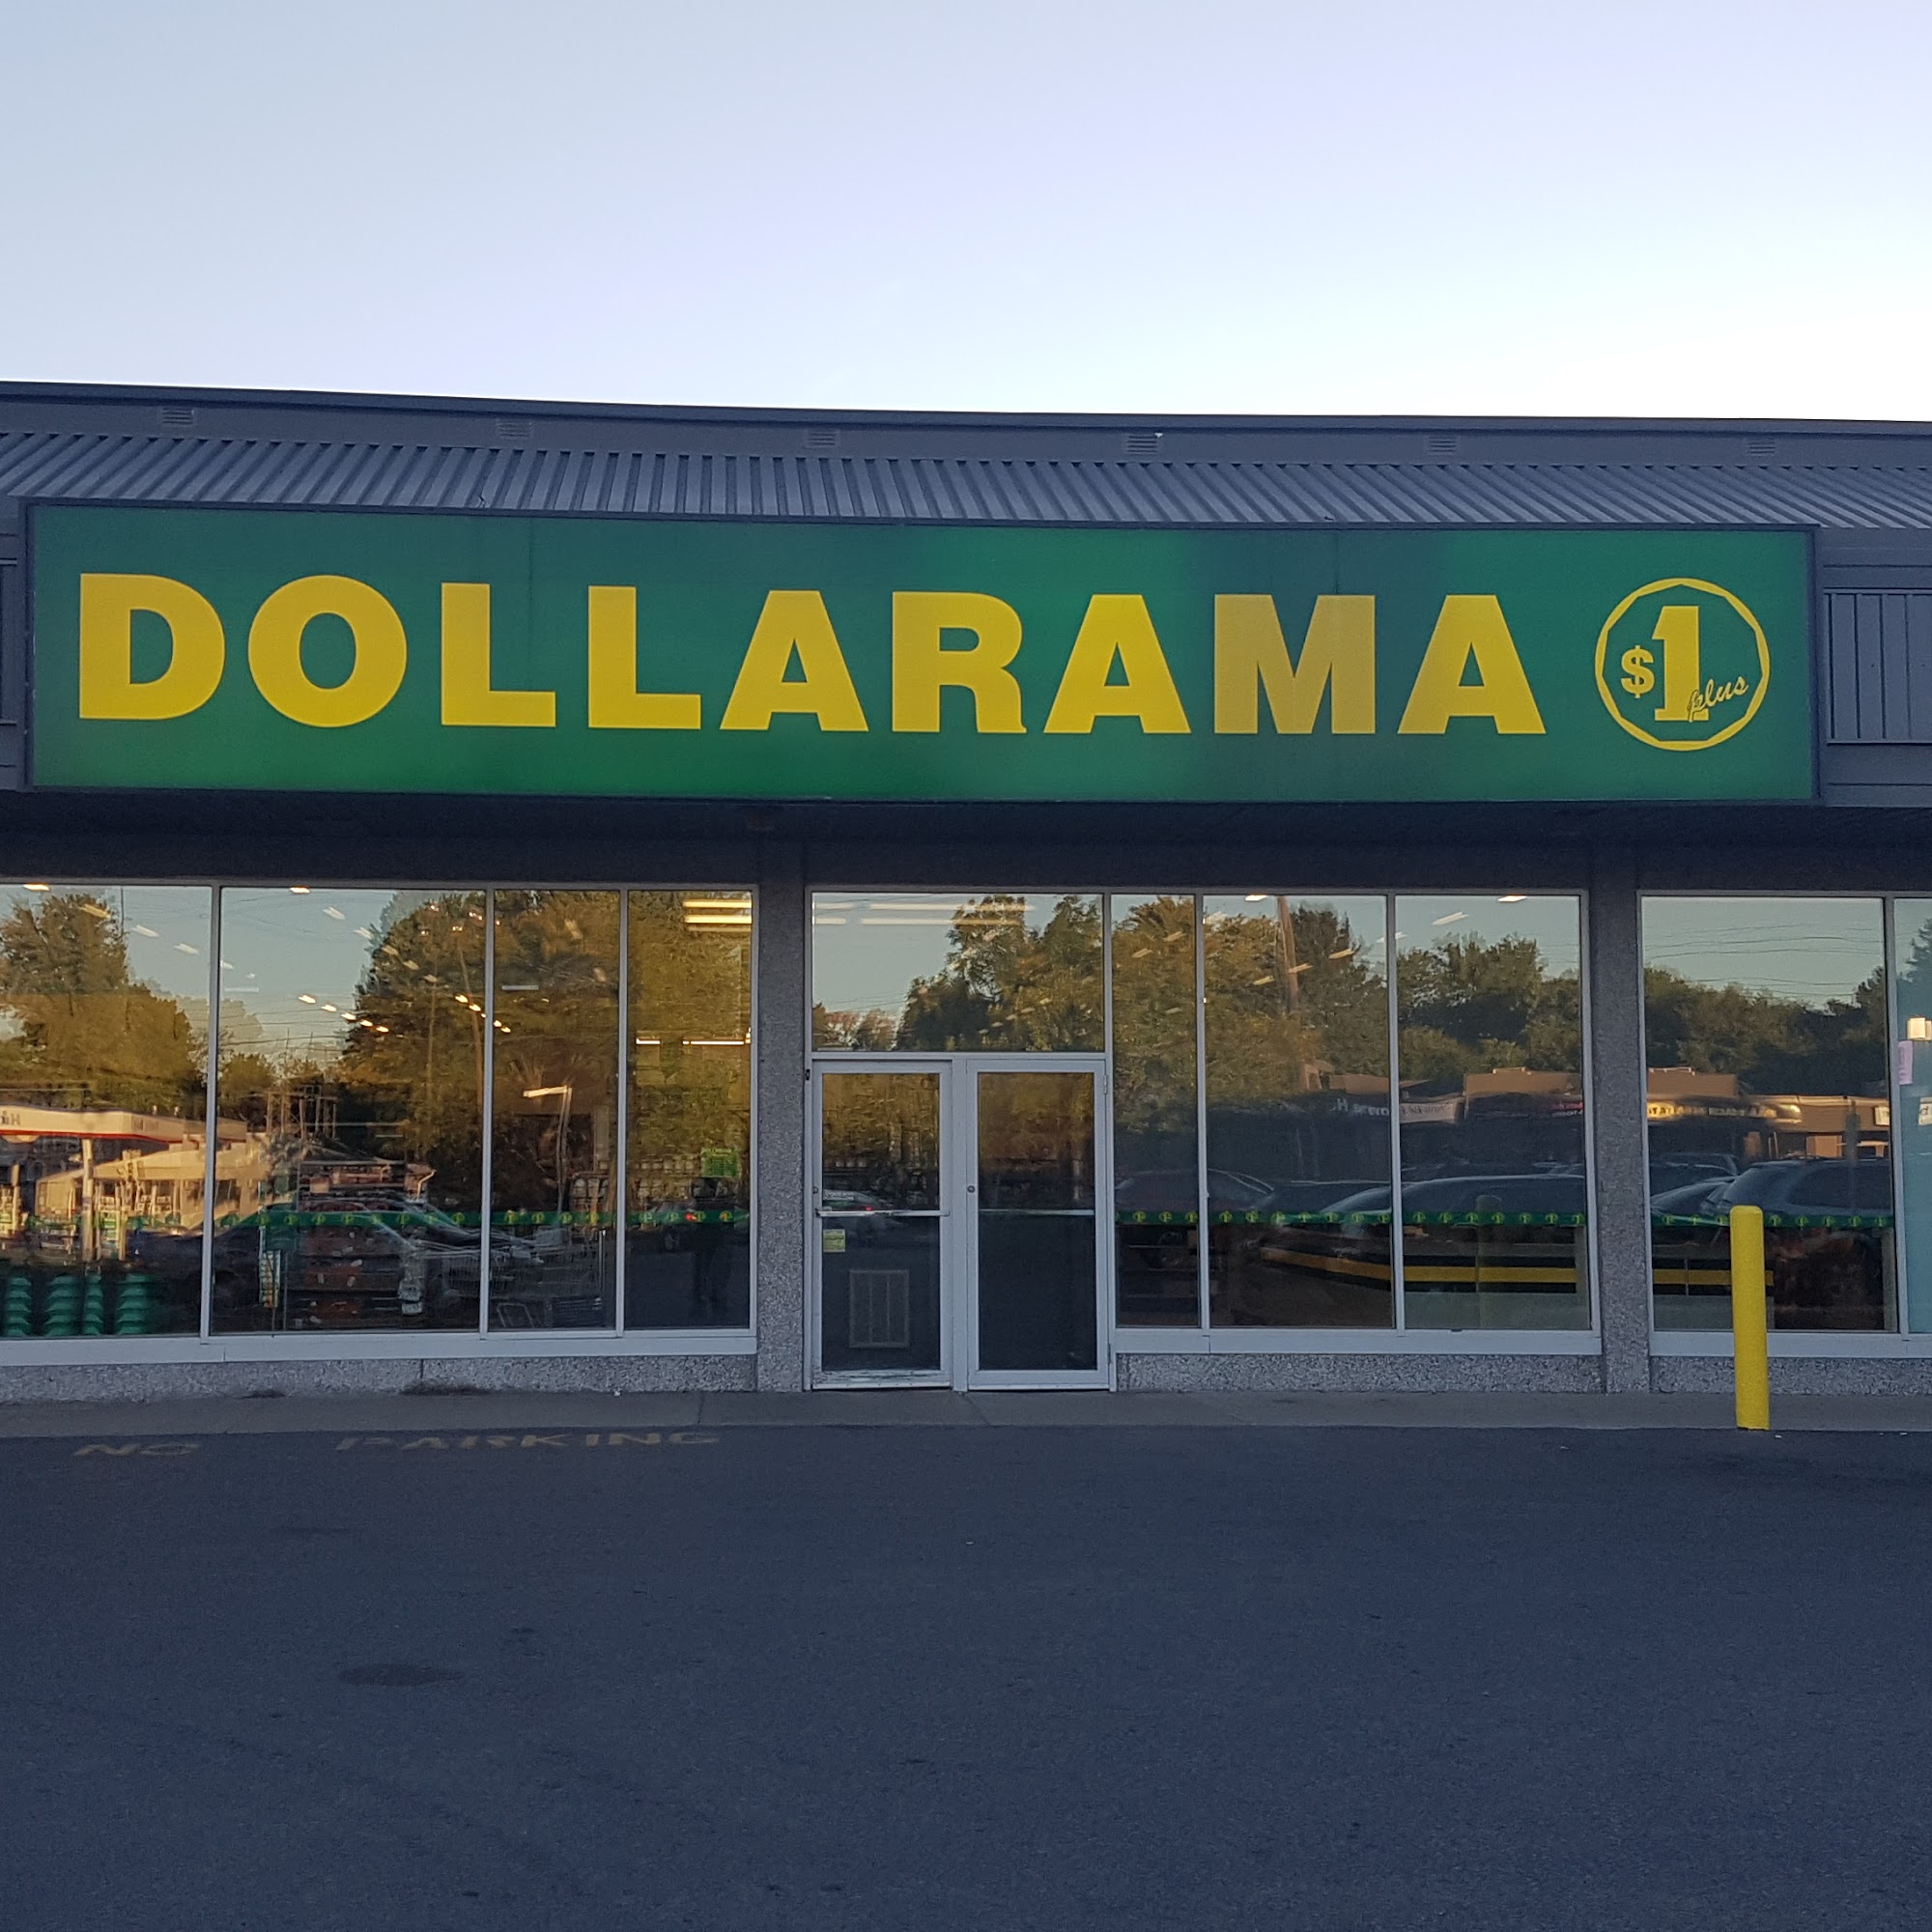 DOLLARAMA
$1 plus
NO PARKING